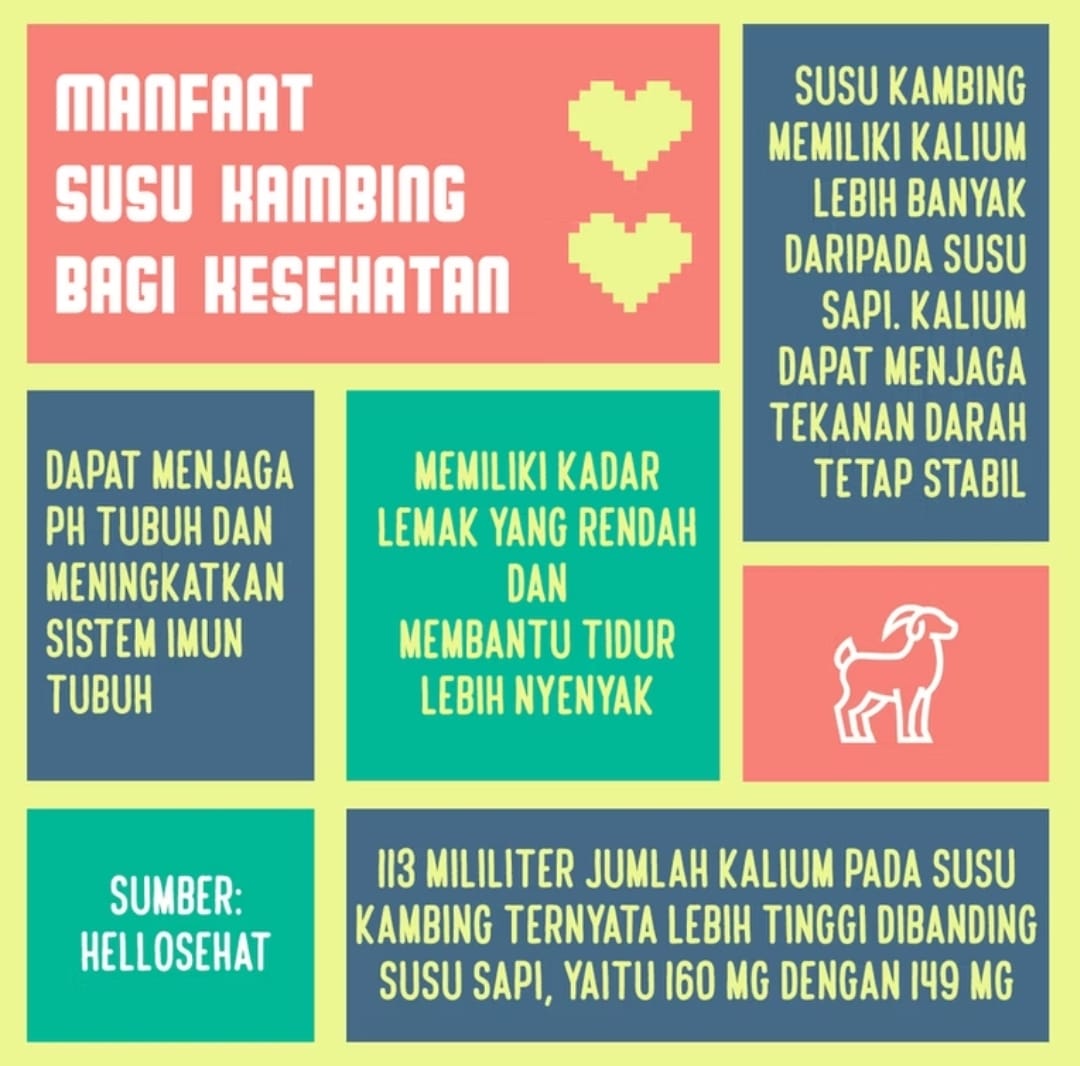 MANFAAT
SUSU KAMBING
BAGI KESEHATAN
SUSU KAMBING
MEMILIKI KALIUM
LEBIH BANYAK
DARIPADA SUSU
SAPI. KALIUM
DAPAT MENJAGA
TEKANAN DARAH
TETAP STABIL
DAPAT MENJAGA
PH TUBUH DAN
MENINGKATKAN
SISTEM IMUN
TUBUH
MEMILIKI KADAR
LEMAK YANG RENDAH
DAN
MEMBANTU TIDUR
LEBIH NYENYAK
SUMBER:
HELLOSEHAT
113 MILILITER JUMLAH KALIUM PADA SUSU
KAMBING TERNYATA LEBIH TINGGI DIBANDING
SUSU SAPI, YAITU 160 MG DENGAN 149 MG